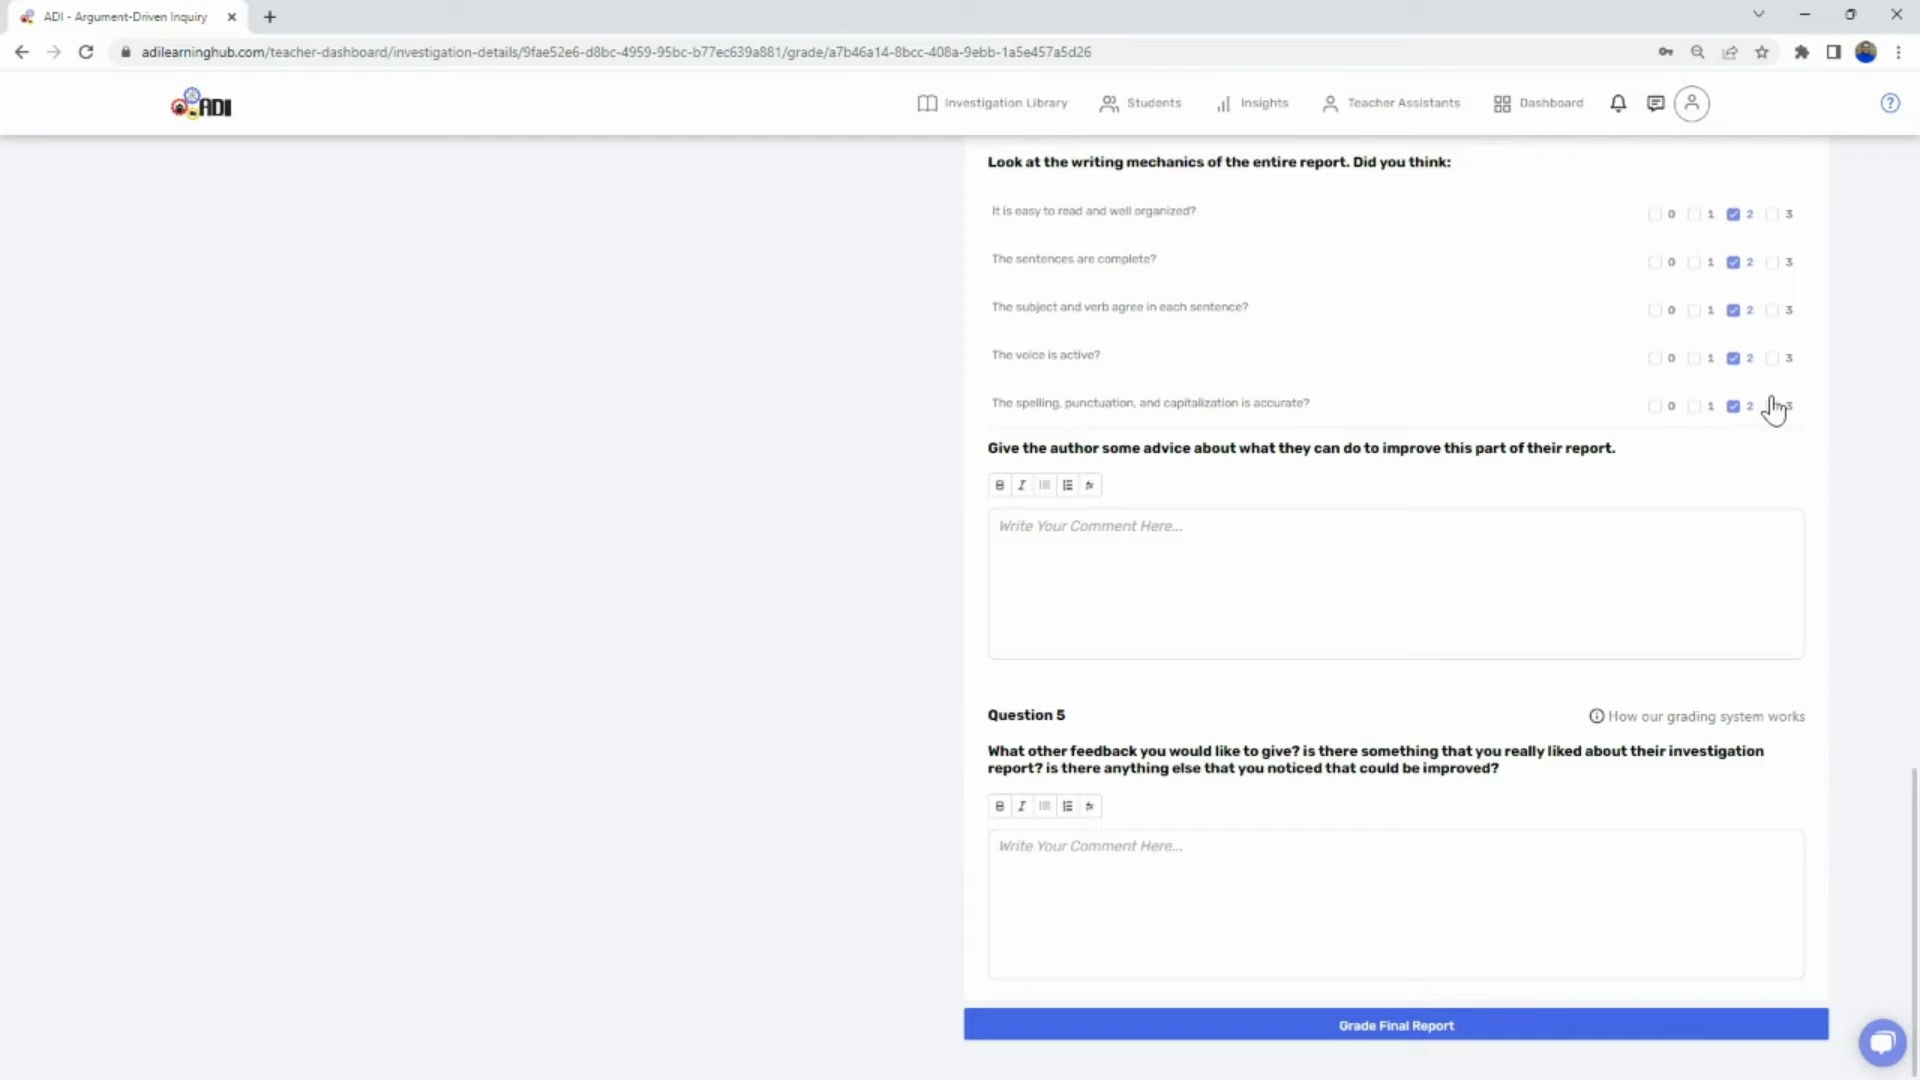 ADI - Argument-Driven Inquiry
adilearninghub.com/teacher-dashboard/investigation-details/9fae52e6-d8bc-4959-95bc-b77ec639a881/grade/a7b46a14-8bcc-408a-9ebb-1a5e457a5d26
ADI
Investigation Library
Students
Insights
Teacher Assistants
Dashboard
Look at the writing mechanics of the entire report. Did you think:
It is easy to read and well organized? 0 1 2 3
The sentences are complete? 0 1 2 3
The subject and verb agree in each sentence? 0 1 2 3
The voice is active? 0 1 2 3
The spelling, punctuation, and capitalization is accurate? 0 1 2 3
Give the author some advice about what they can do to improve this part of their report.
B I fx
Write Your Comment Here...
Question 5
How our grading system works
What other feedback you would like to give? is there something that you really liked about their investigation
report? is there anything else that you noticed that could be improved?
B I fx
Write Your Comment Here...
Grade Final Report